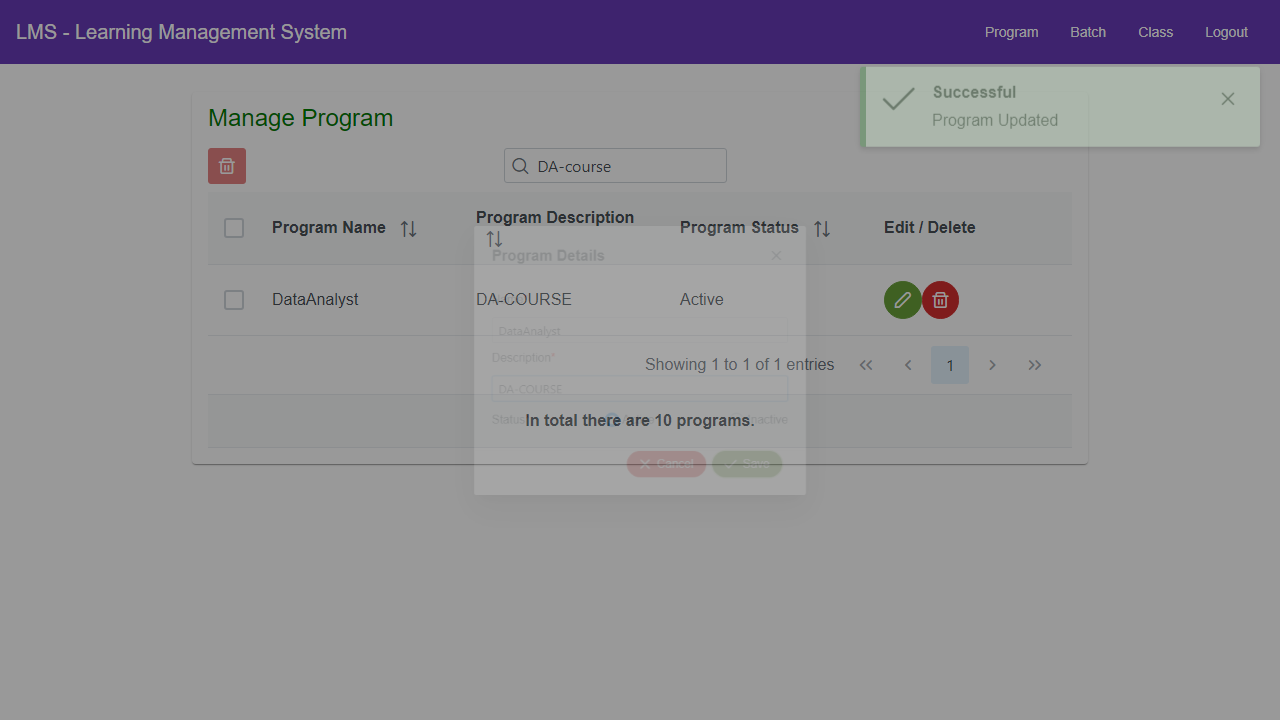 LMS - Learning Management System
Program Batch Class Logout
Successful
Program Updated
Manage Program
DA-course
Program Name Program Description Program Status Edit / Delete
Program Details
DataAnalyst DA-COURSE Active
DataAnalyst
Description*
Showing 1 to 1 of 1 entries 1
DA-COURSE
Status
In total there are 10 programs.
Cancel Save